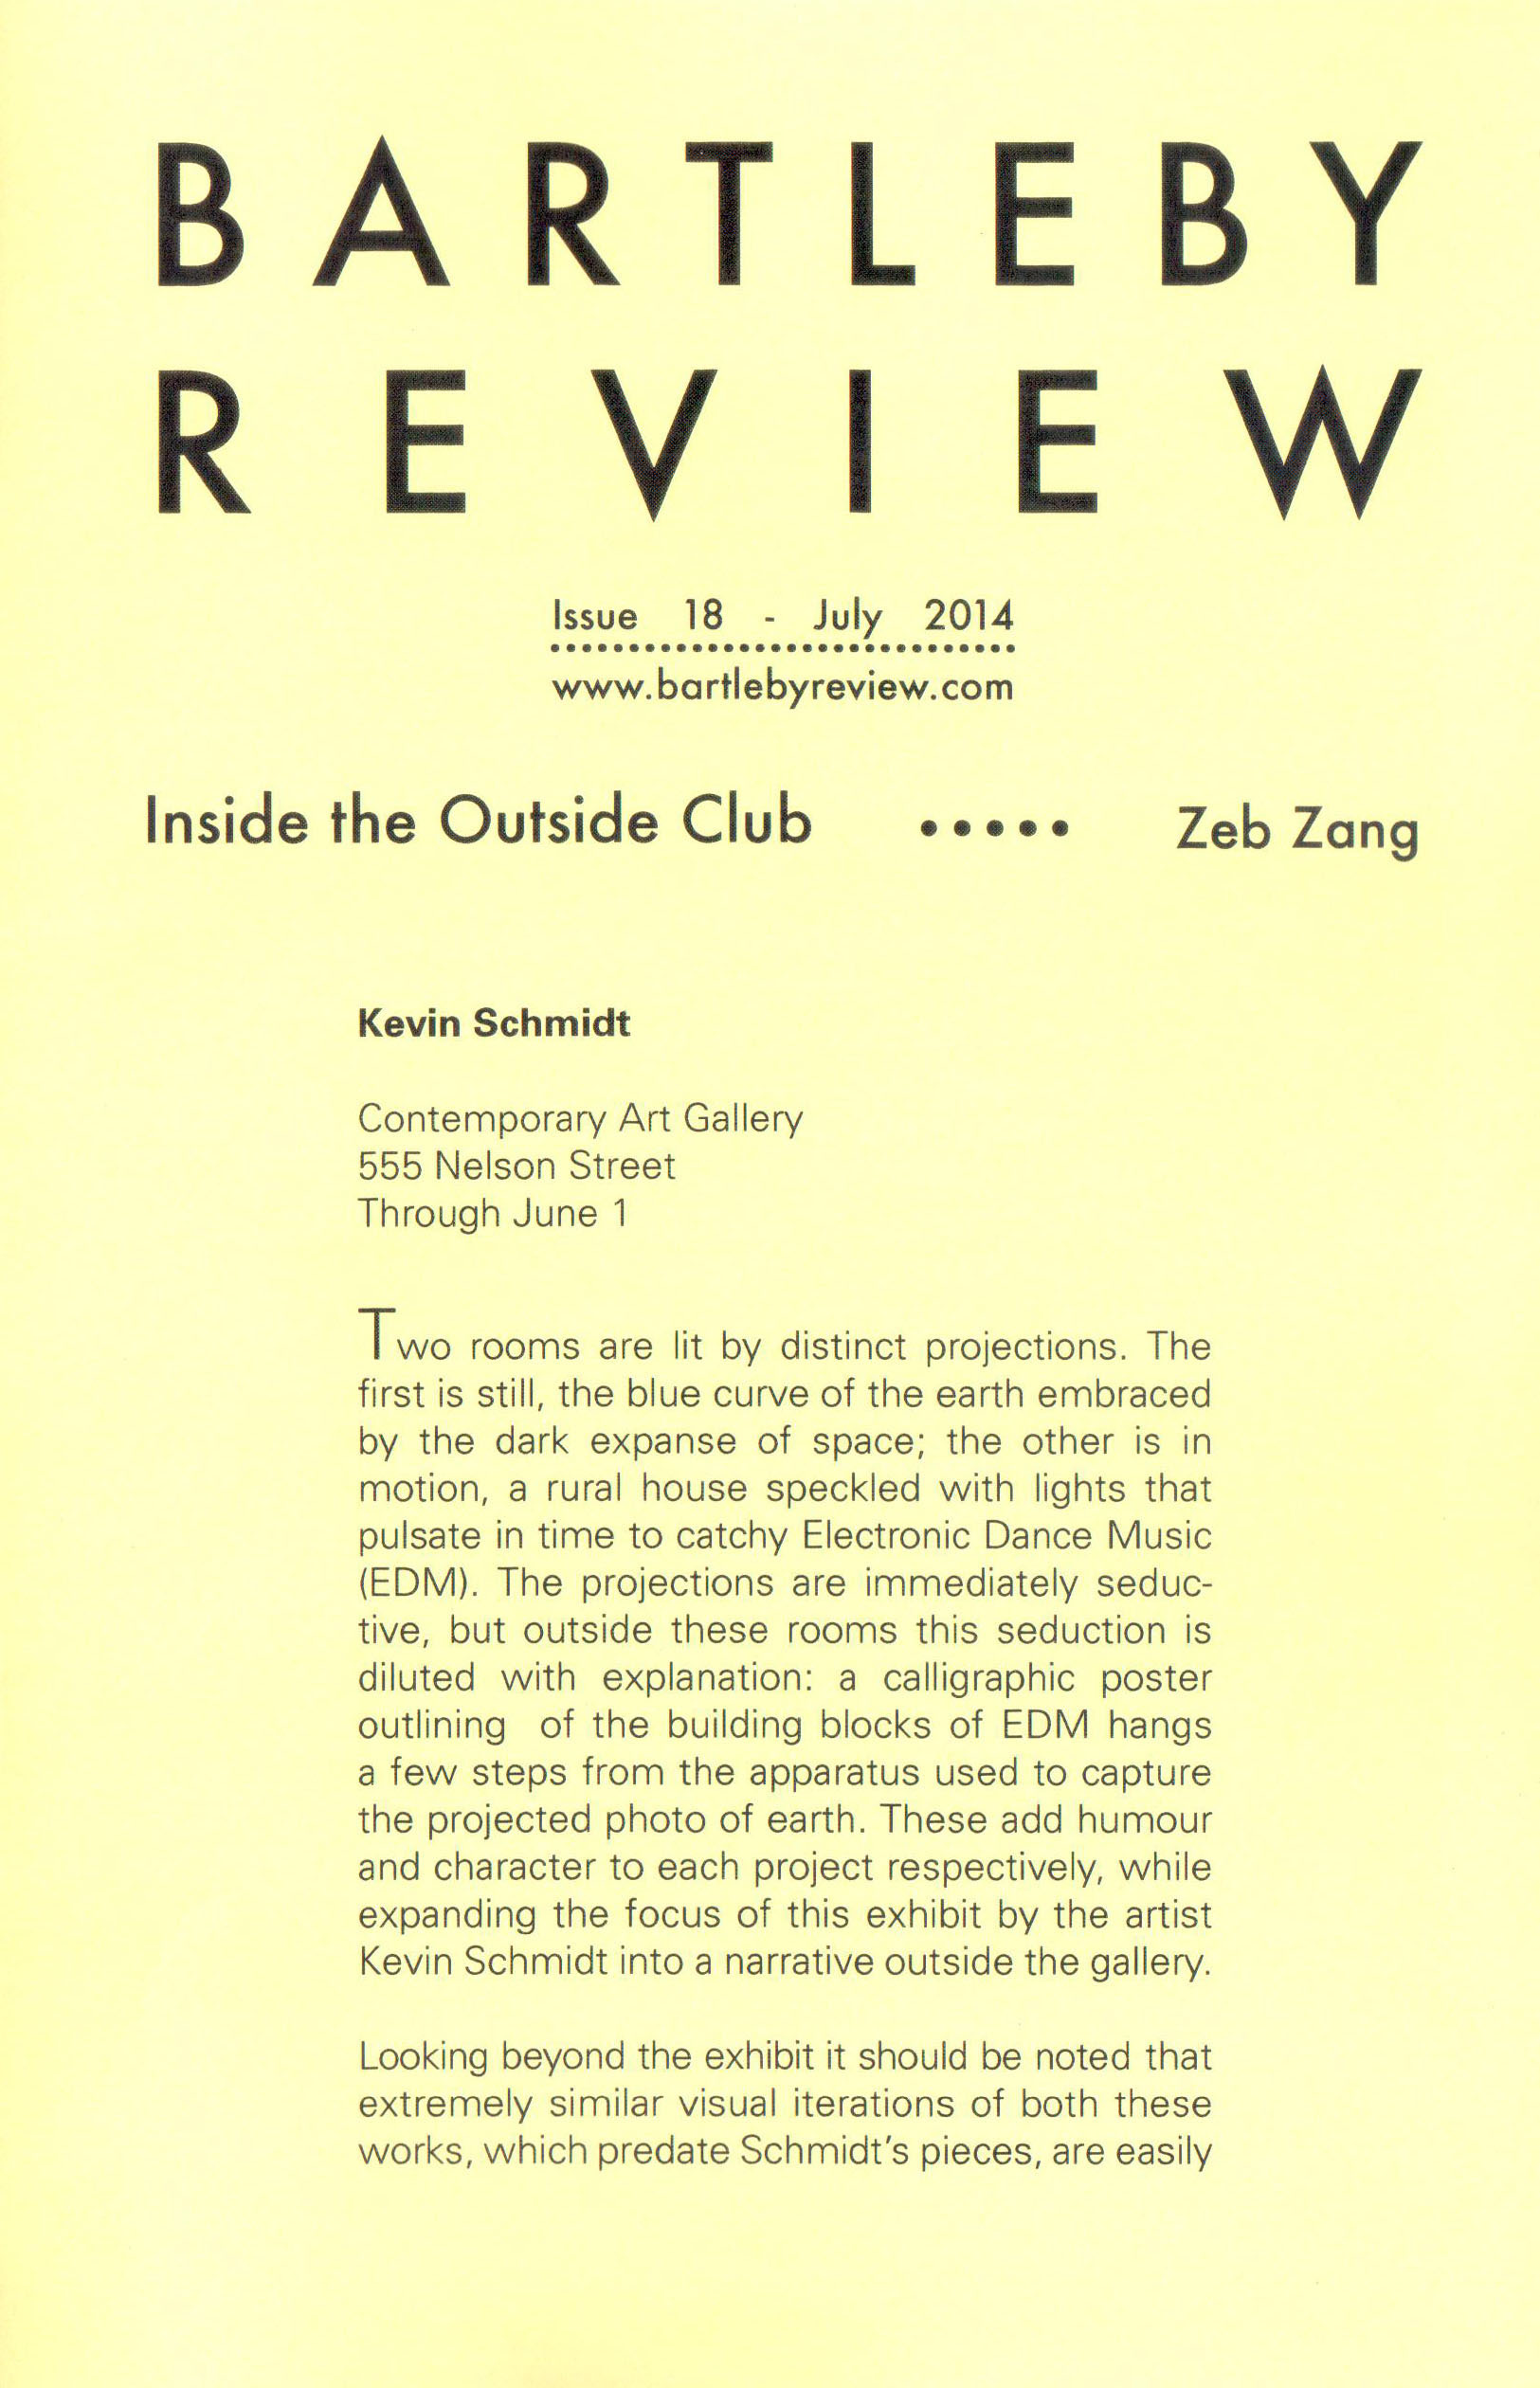 BARTLEBY
REVIEW
Issue 18 - July 2014
www.bartlebyreview.com
Inside the Outside Club ..... Zeb Zang
Kevin Schmidt
Contemporary Art Gallery
555 Nelson Street
Through June 1
Two rooms are lit by distinct projections. The
first is still, the blue curve of the earth embraced
by the dark expanse of space; the other is in
motion, a rural house speckled with lights that
pulsate in time to catchy Electronic Dance Music
(EDM). The projections are immediately seduc-
tive, but outside these rooms this seduction is
diluted with explanation: a calligraphic poster
outlining of the building blocks of EDM hangs
a few steps from the apparatus used to capture
the projected photo of earth. These add humour
and character to each project respectively, while
expanding the focus of this exhibit by the artist
Kevin Schmidt into a narrative outside the gallery.
Looking beyond the exhibit it should be noted that
extremely similar visual iterations of both these
works, which predate Schmidt's pieces, are easily